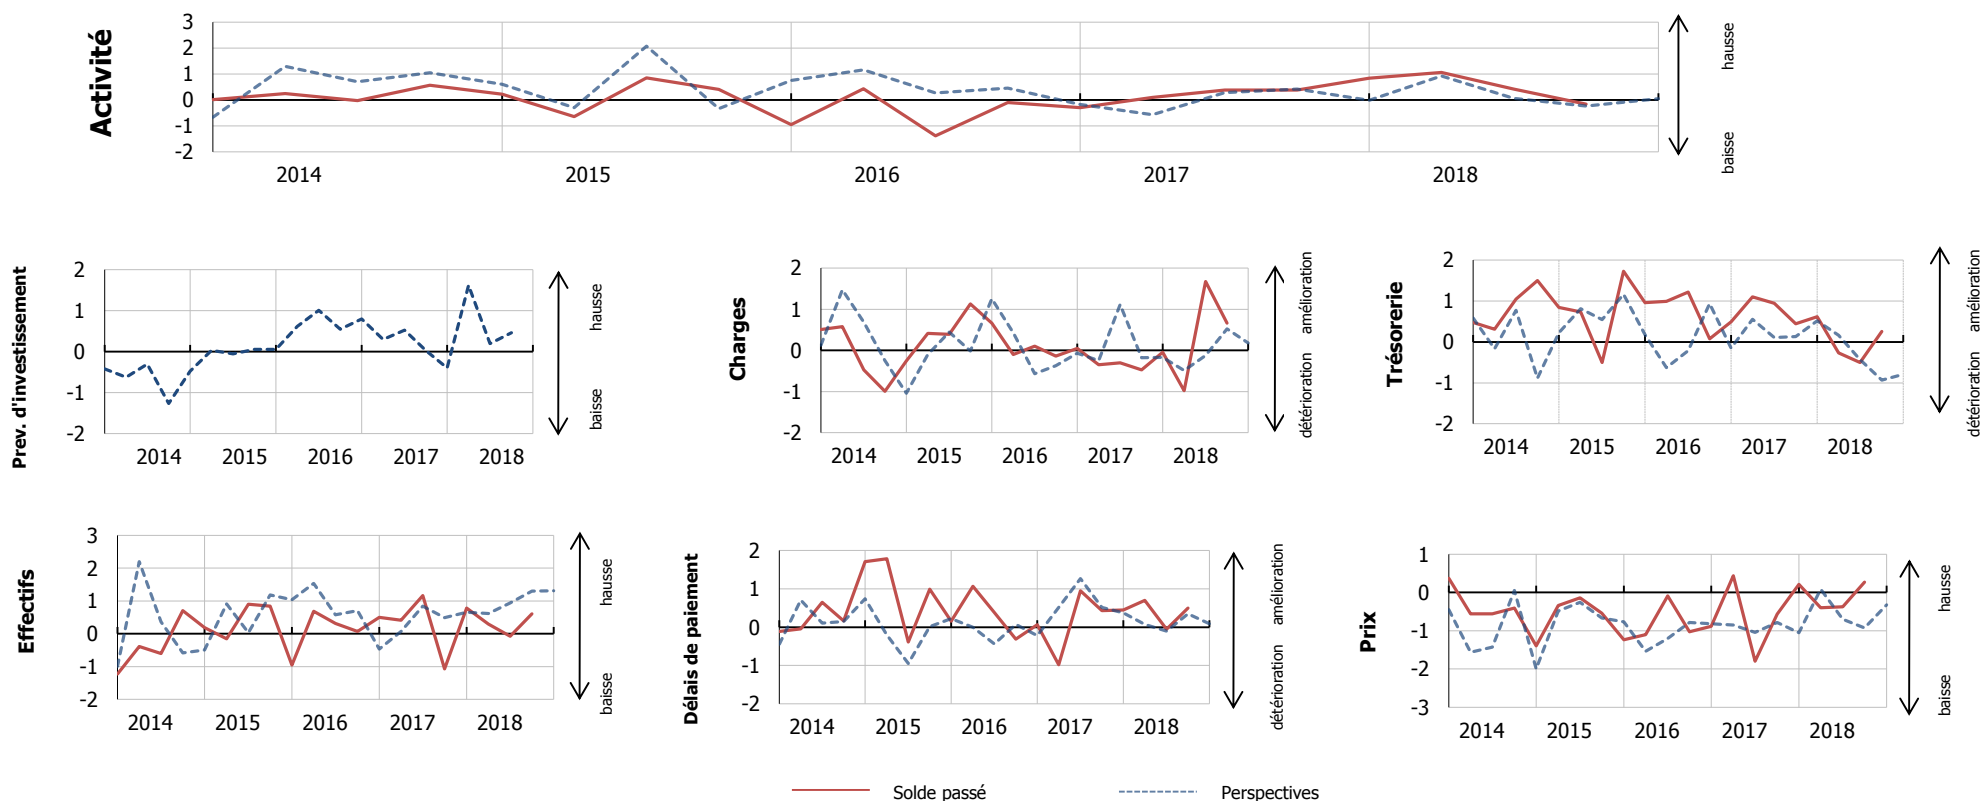 Activité
3
2
1
0
-1
-2
2014 2015 2016 2017 2018
hausse
baisse
Prev. d'investissement
2
1
0
-1
-2
2014 2015 2016 2017 2018
hausse
baisse
Charges
2
1
0
-1
-2
2014 2015 2016 2017 2018
amélioration
détérioration
Trésorerie
2
1
0
-1
-2
2014 2015 2016 2017 2018
amélioration
détérioration
Effectifs
3
2
1
0
-1
-2
2014 2015 2016 2017 2018
hausse
baisse
Délais de paiement
2
1
0
-1
-2
2014 2015 2016 2017 2018
amélioration
détérioration
Prix
1
0
-1
-2
-3
2014 2015 2016 2017 2018
hausse
baisse
Solde passé Perspectives